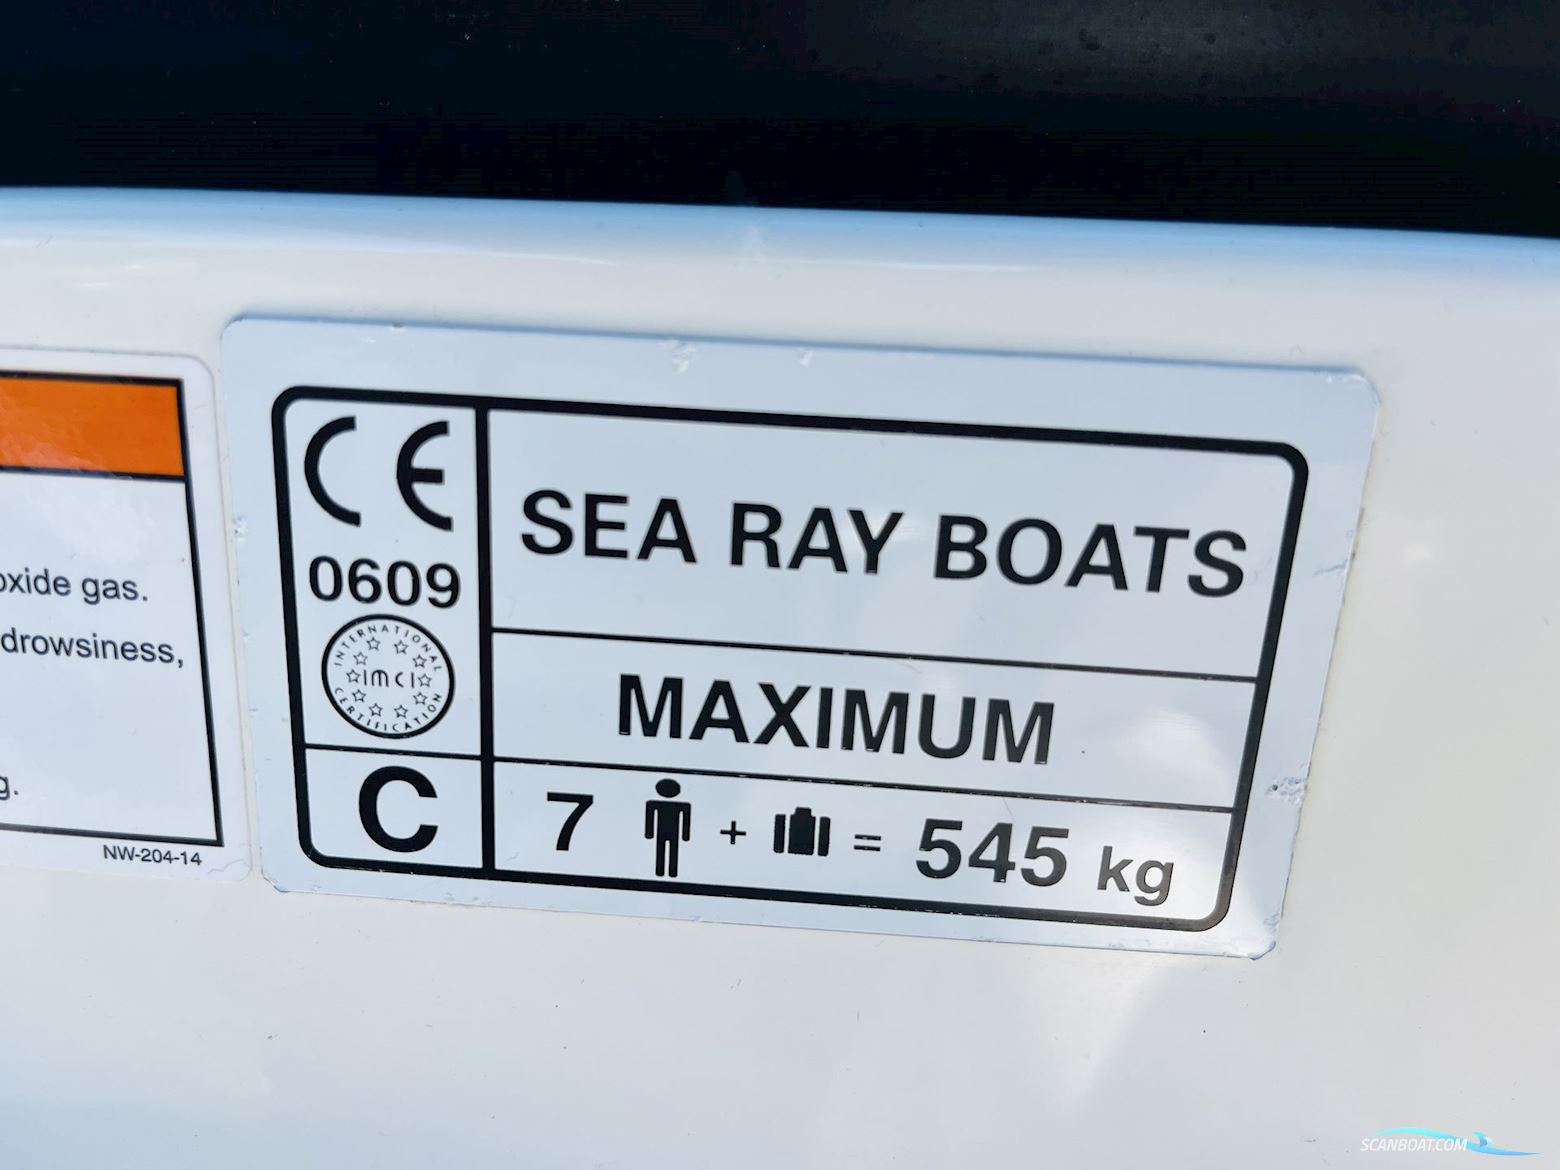 oxide gas.
drowsiness,
g.
NW-204-14
CE
0609
INTERNATIONAL
IMCI
CERTIFICATION
C
SEA RAY BOATS
MAXIMUM
7 + = 545 kg
SCANBOAT.COM